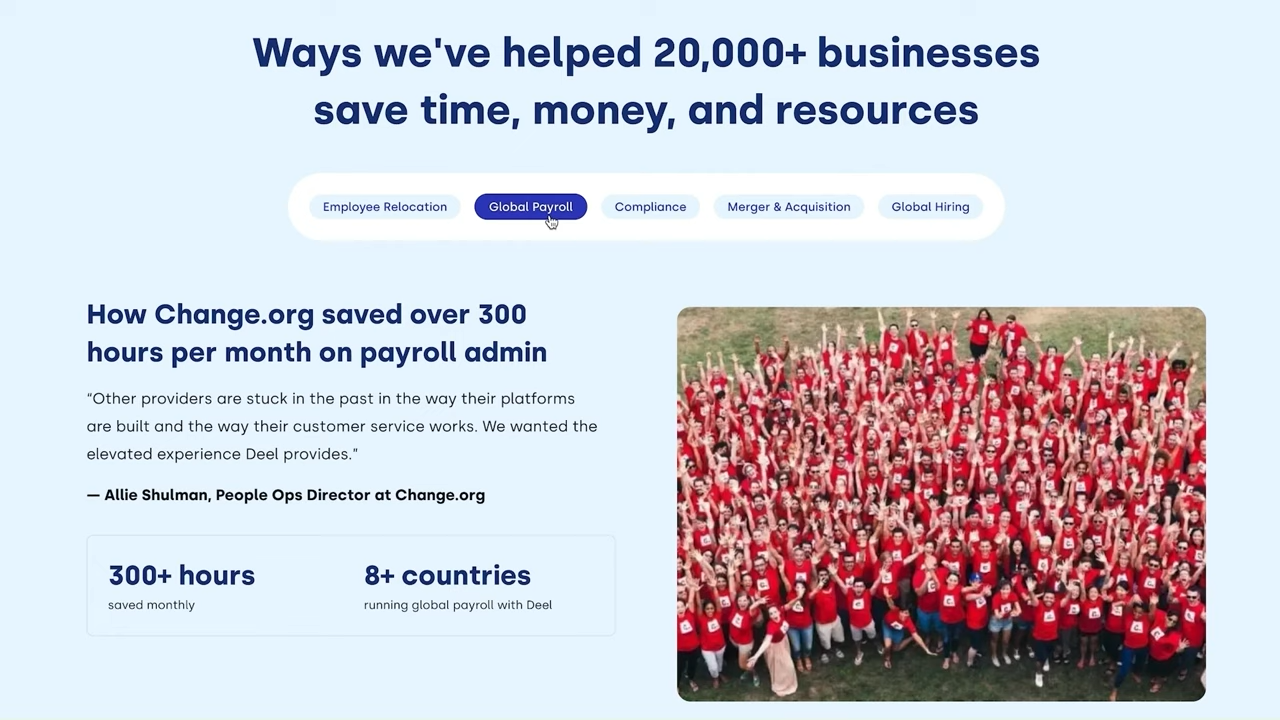 Ways we've helped 20,000+ businesses
save time, money, and resources
Employee Relocation
Global Payroll
Compliance
Merger & Acquisition
Global Hiring
How Change.org saved over 300
hours per month on payroll admin
“Other providers are stuck in the past in the way their platforms
are built and the way their customer service works. We wanted the
elevated experience Deel provides.”
— Allie Shulman, People Ops Director at Change.org
300+ hours
saved monthly
8+ countries
running global payroll with Deel